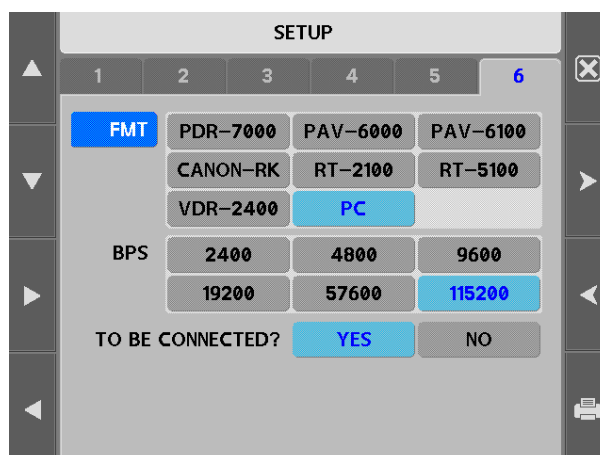 SETUP
1 2 3 4 5 6
FMT PDR-7000 PAV-6000 PAV-6100
CANON-RK RT-2100 RT-5100
VDR-2400 PC
BPS 2400 4800 9600
19200 57600 115200
TO BE CONNECTED? YES NO